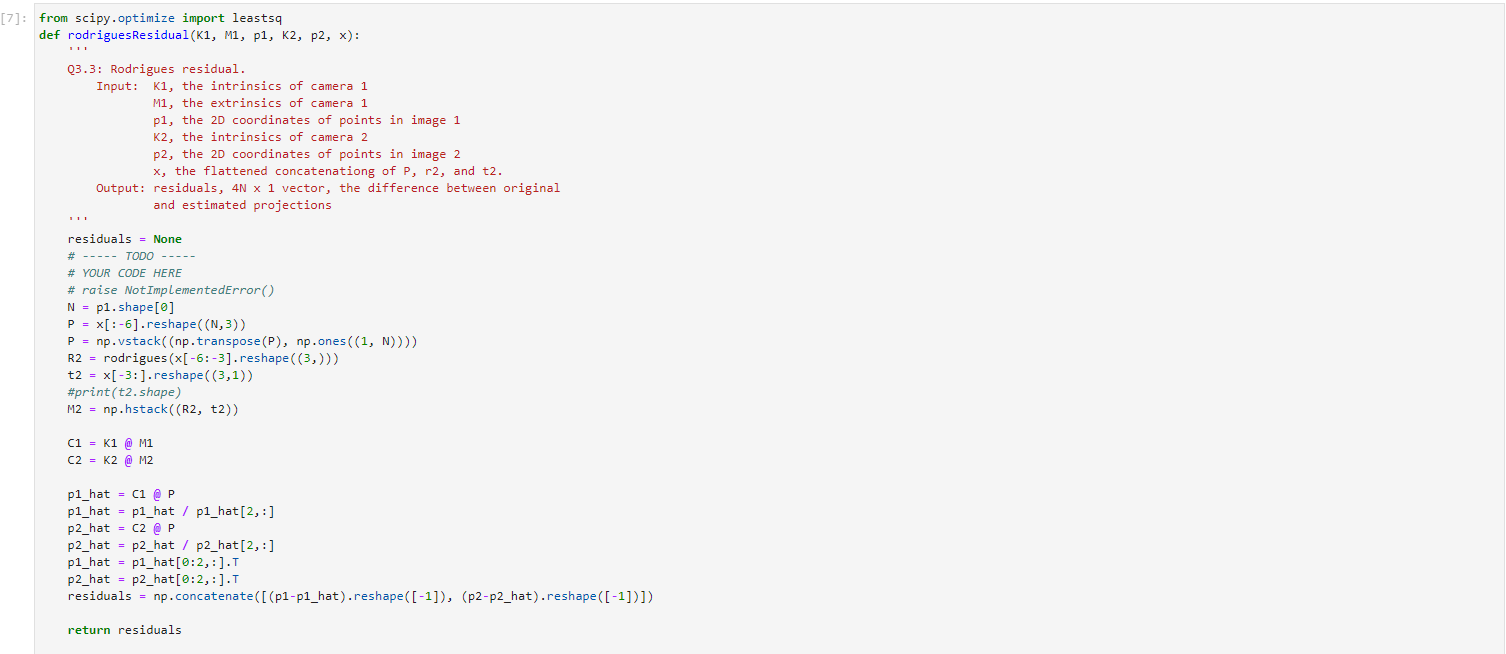 [7]: from scipy.optimize import leastsq
def rodriguesResidual(K1, M1, p1, K2, p2, x):
    '''
    Q3.3: Rodrigues residual.
        Input:  K1, the intrinsics of camera 1
                M1, the extrinsics of camera 1
                p1, the 2D coordinates of points in image 1
                K2, the intrinsics of camera 2
                p2, the 2D coordinates of points in image 2
                x, the flattened concatenationg of P, r2, and t2.
        Output: residuals, 4N x 1 vector, the difference between original
                and estimated projections
    '''
    residuals = None
    # ----- TODO -----
    # YOUR CODE HERE
    # raise NotImplementedError()
    N = p1.shape[0]
    P = x[:-6].reshape((N,3))
    P = np.vstack((np.transpose(P), np.ones((1, N))))
    R2 = rodrigues(x[-6:-3].reshape((3,)))
    t2 = x[-3:].reshape((3,1))
    #print(t2.shape)
    M2 = np.hstack((R2, t2))

    C1 = K1 @ M1
    C2 = K2 @ M2

    p1_hat = C1 @ P
    p1_hat = p1_hat / p1_hat[2,:]
    p2_hat = C2 @ P
    p2_hat = p2_hat / p2_hat[2,:]
    p1_hat = p1_hat[0:2,:].T
    p2_hat = p2_hat[0:2,:].T
    residuals = np.concatenate([(p1-p1_hat).reshape([-1]), (p2-p2_hat).reshape([-1])])

    return residuals